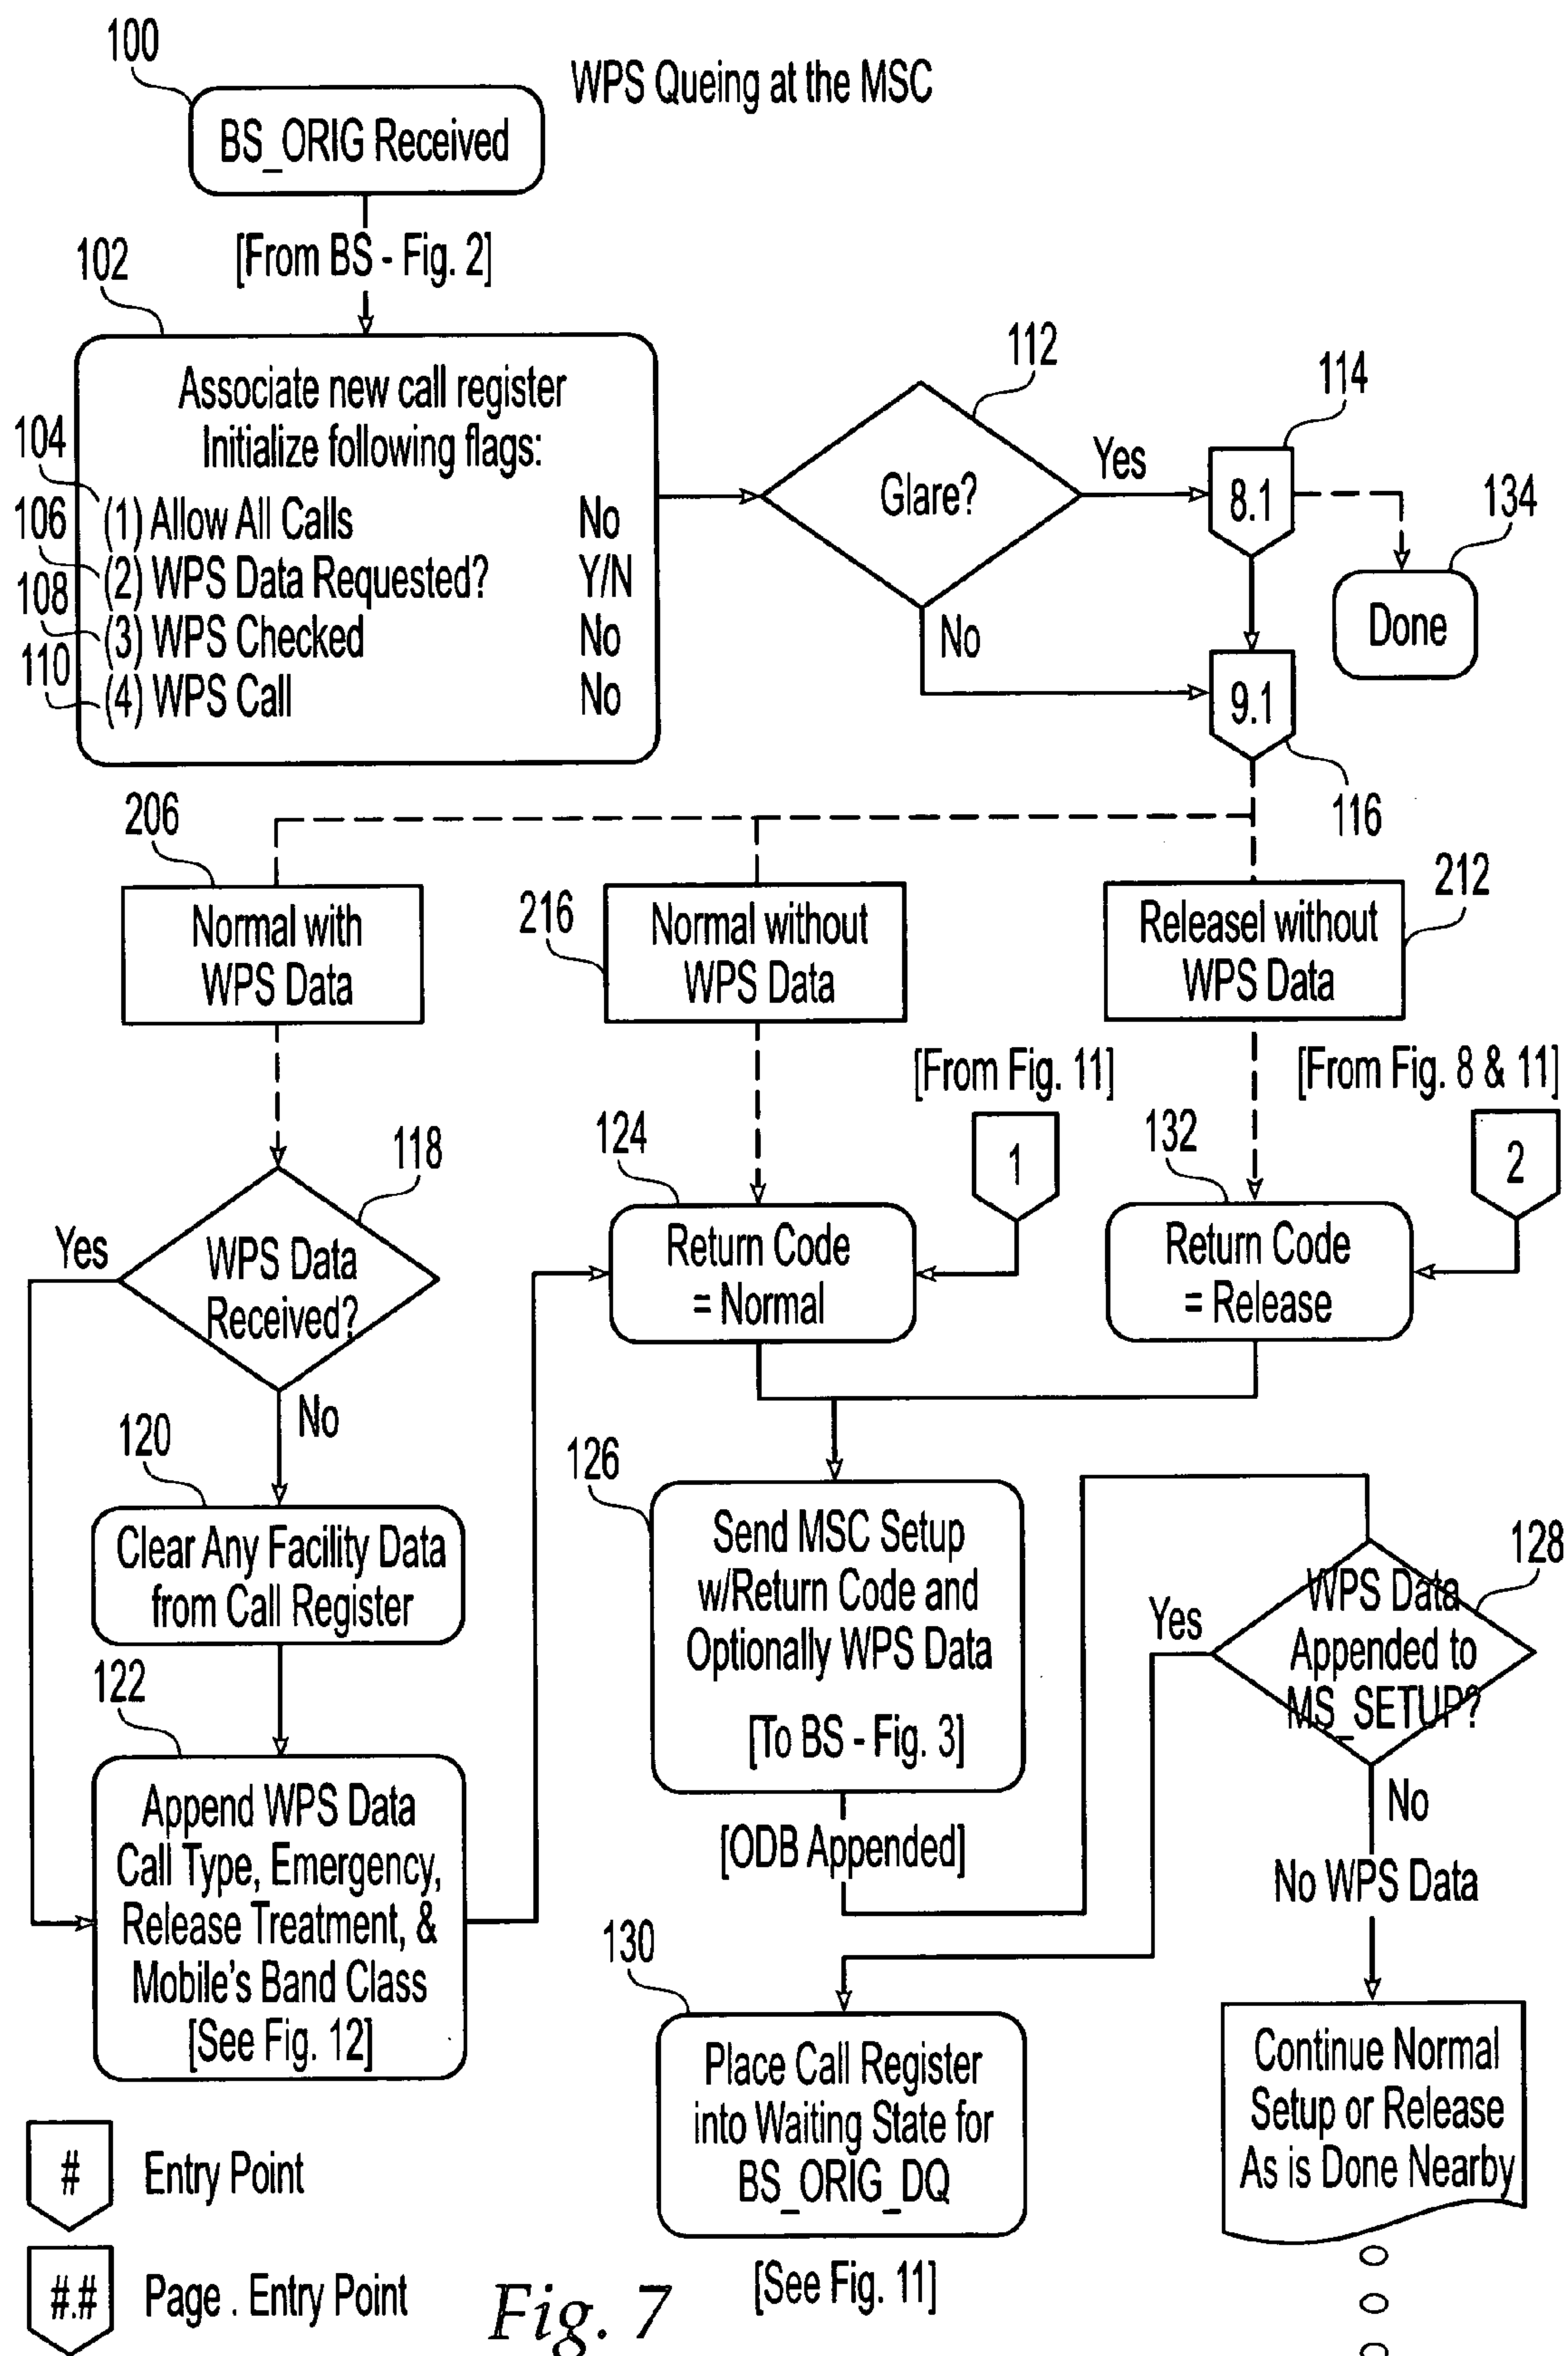 100
WPS Queing at the MSC
BS_ORIG Received
102
[From BS - Fig. 2]
Associate new call register
Initialize following flags:
104
(1) Allow All Calls No
106
(2) WPS Data Requested? Y/N
108
(3) WPS Checked No
110
(4) WPS Call No
112
Glare?
Yes
No
114
8.1
134
Done
9.1
116
206
Normal with
WPS Data
216
Normal without
WPS Data
212
Releasel without
WPS Data
[From Fig. 11]
[From Fig. 8 & 11]
118
WPS Data
Received?
Yes
No
124
Return Code
= Normal
1
132
Return Code
= Release
2
120
Clear Any Facility Data
from Call Register
122
Append WPS Data
Call Type, Emergency,
Release Treatment, &
Mobile's Band Class
[See Fig. 12]
126
Send MSC Setup
w/Return Code and
Optionally WPS Data
[To BS - Fig. 3]
[ODB Appended]
128
WPS Data
Appended to
MS_SETUP?
Yes
No
No WPS Data
130
Place Call Register
into Waiting State for
BS_ORIG_DQ
[See Fig. 11]
Continue Normal
Setup or Release
As is Done Nearby
# Entry Point
#.# Page . Entry Point
Fig. 7